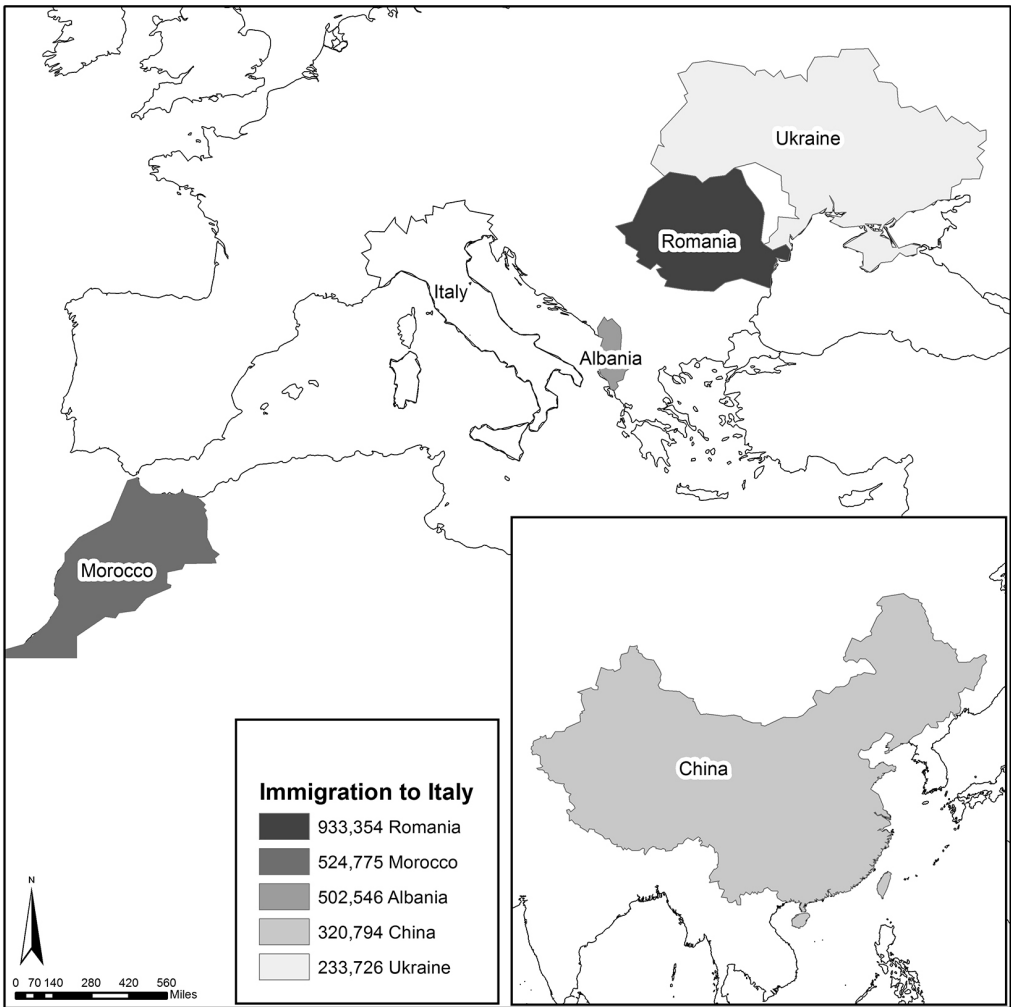 Ukraine
Romania
Italy
Albania
Morocco
China
Immigration to Italy
933,354 Romania
524,775 Morocco
502,546 Albania
320,794 China
233,726 Ukraine
N
0 70 140 280 420 560
Miles